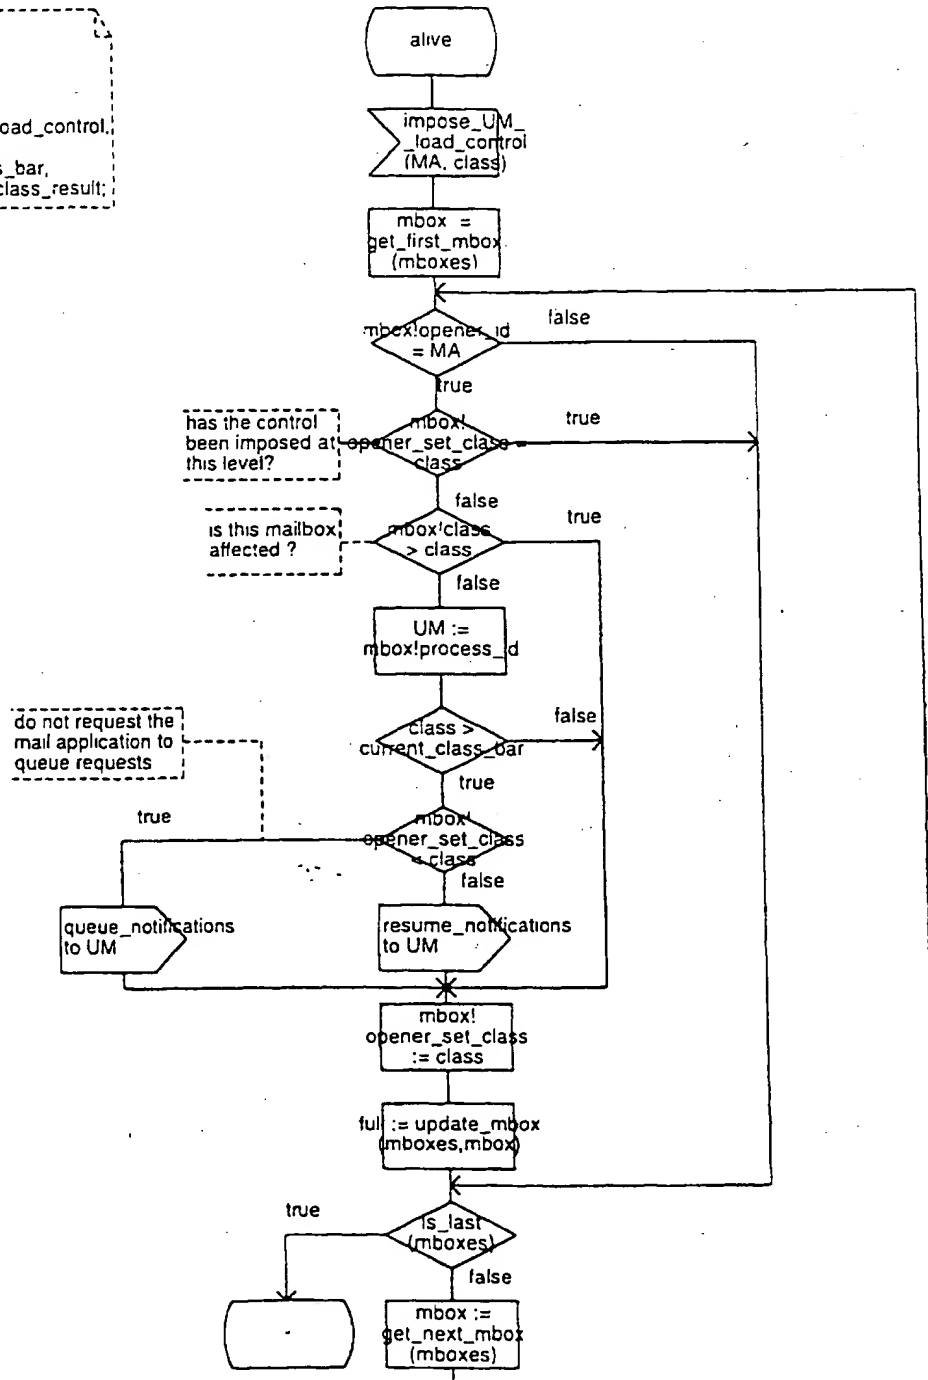 oad_control,
s_bar,
class_result;
alive
impose_UM_
_load_control
(MA, class)
mbox =
get_first_mbox
(mboxes)
mbox!opener_id
= MA
false
true
has the control
been imposed at
this level?
mbox!
opener_set_class =
class
true
false
is this mailbox
affected ?
mbox!class
> class
true
false
UM :=
mbox!process_id
do not request the
mail application to
queue requests
class >
current_class_bar
false
true
mbox!
opener_set_class
< class
true
false
queue_notifications
to UM
resume_notifications
to UM
mbox!
opener_set_class
:= class
full := update_mbox
(mboxes,mbox)
is_last
(mboxes)
true
false
-
mbox :=
get_next_mbox
(mboxes)